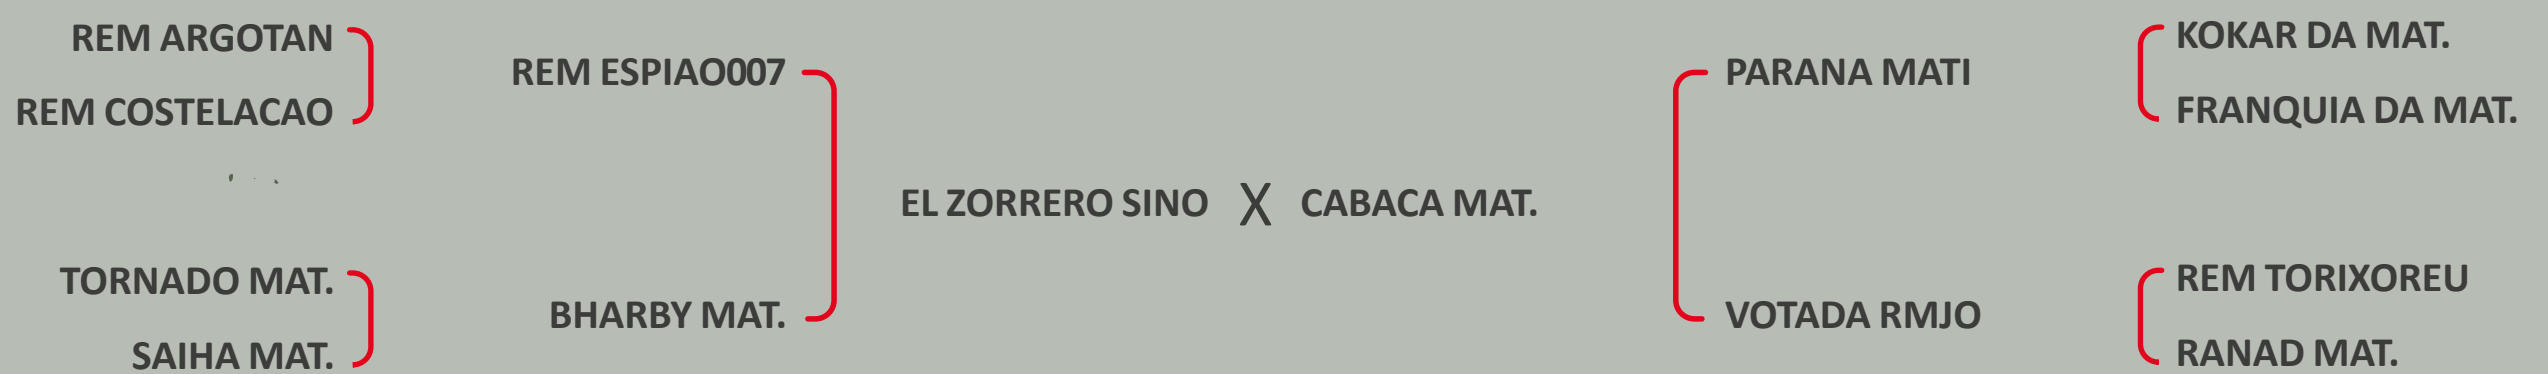 REM ARGOTAN
REM COSTELACAO
TORNADO MAT.
SAIHA MAT.
REM ESPIAO007
BHARBY MAT.
EL ZORRERO SINO X CABACA MAT.
PARANA MATI
VOTADA RMJO
KOKAR DA MAT.
FRANQUIA DA MAT.
REM TORIXOREU
RANAD MAT.